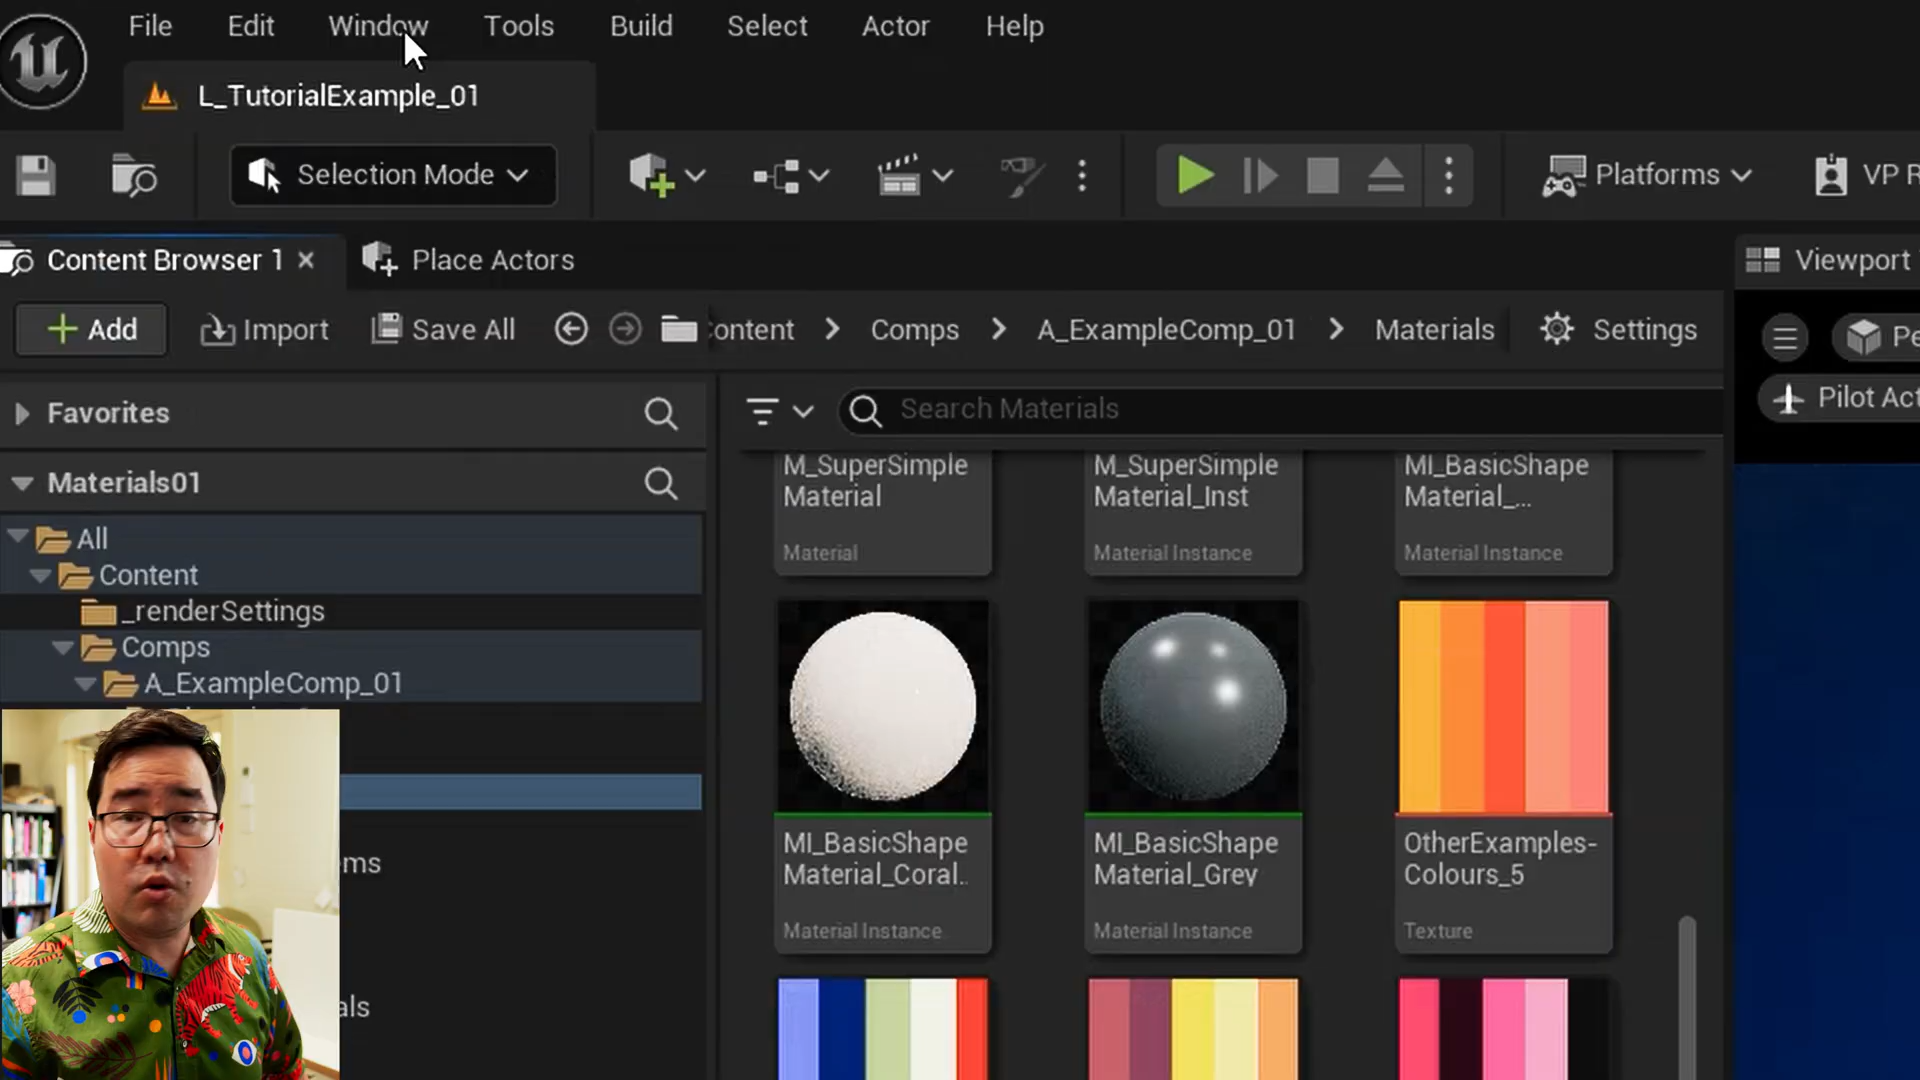 File Edit Window Tools Build Select Actor Help
L_TutorialExample_01
Selection Mode Platforms VP
Content Browser 1 Place Actors Viewport
Add Import Save All ontent Comps A_ExampleComp_01 Materials Settings
Favorites Search Materials Pilot
Materials01
All
Content
_renderSettings
Comps
A_ExampleComp_01
ems
als
M_SuperSimple
Material
Material
M_SuperSimple
Material_Inst
Material Instance
MI_BasicShape
Material_...
Material Instance
MI_BasicShape
Material_Coral..
Material Instance
MI_BasicShape
Material_Grey
Material Instance
OtherExamples-
Colours_5
Texture